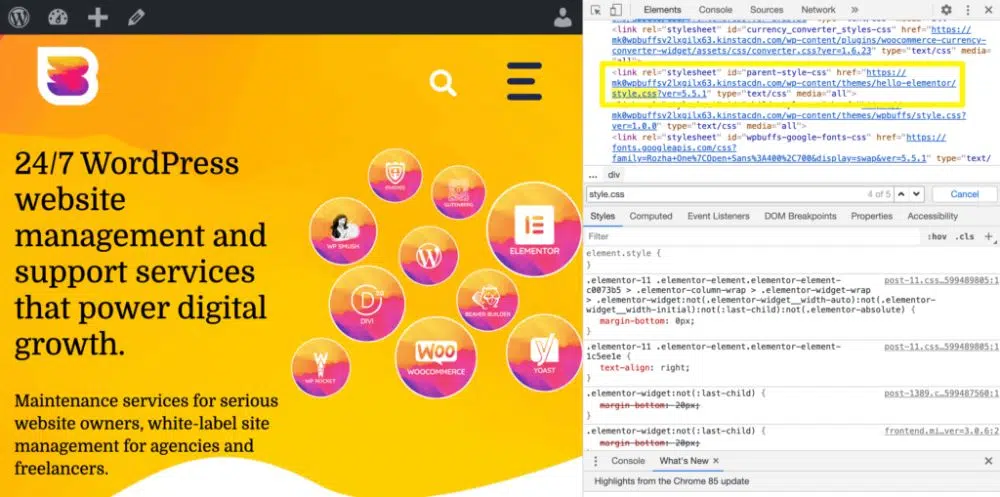 24/7 WordPress
website
management and
support services
that power digital
growth.
Maintenance services for serious
website owners, white-label site
management for agencies and
freelancers.
GUTENBERG
WP SMUSH
ELEMENTOR
DIVI
BEAVER BUILDER
WP ROCKET
WOO
WOOCOMMERCE
YOAST
Elements Console Sources Network »
<link rel="stylesheet" id="currency_converter_styles-css" href="https://
mk0wpbuffsv2lxqilx63.kinstacdn.com/wp-content/plugins/woocommerce-currency-
converter-widget/assets/css/converter.css?ver=1.6.23" type="text/css" media=
"all">
<link rel="stylesheet" id="parent-style-css" href="https://
mk0wpbuffsv2lxqilx63.kinstacdn.com/wp-content/themes/hello-elementor/
style.css?ver=5.5.1" type="text/css" media="all">
mk0wpbuffsv2lxqilx63.kinstacdn.com/wp-content/themes/wpbuffs/style.css?
ver=1.0.0" type="text/css" media="all">
<link rel="stylesheet" id="wpbuffs-google-fonts-css" href="https://
fonts.googleapis.com/css?
family=Rozha+One%7COpen+Sans%3A400%2C700&display=swap&ver=5.5.1" type="text/
... div
style.css 4 of 5 Cancel
Styles Computed Event Listeners DOM Breakpoints Properties Accessibility
Filter :hov .cls +
element.style {
}
.elementor-11 .elementor-element.elementor-element- post-11.css…599489805:1
c0073b5 > .elementor-column-wrap > .elementor-widget-wrap
> .elementor-widget:not(.elementor-widget__width-auto):not(.elementor-
widget__width-initial):not(:last-child):not(.elementor-absolute) {
margin-bottom: 0px;
}
.elementor-11 .elementor-element.elementor-element- post-11.css…599489805:1
1c5ee1e {
text-align: right;
}
.elementor-widget:not(:last-child) { post-1389.c…599487560:1
margin-bottom: 20px;
}
.elementor-widget:not(:last-child) { frontend.mi…ver=3.0.6:2
margin-bottom: 20px;
Console What's New ×
Highlights from the Chrome 85 update